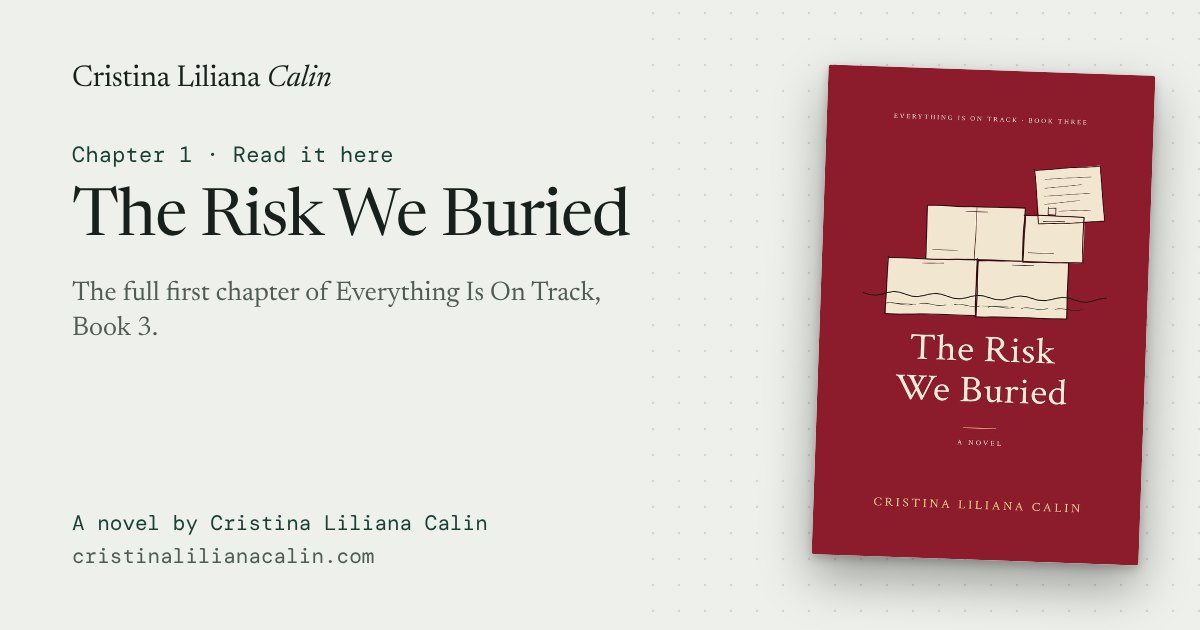 Cristina Liliana Calin
Chapter 1 · Read it here
The Risk We Buried
The full first chapter of Everything Is On Track,
Book 3.
A novel by Cristina Liliana Calin
cristinalilianacalin.com
EVERYTHING IS ON TRACK · BOOK THREE
The Risk
We Buried
A NOVEL
CRISTINA LILIANA CALIN